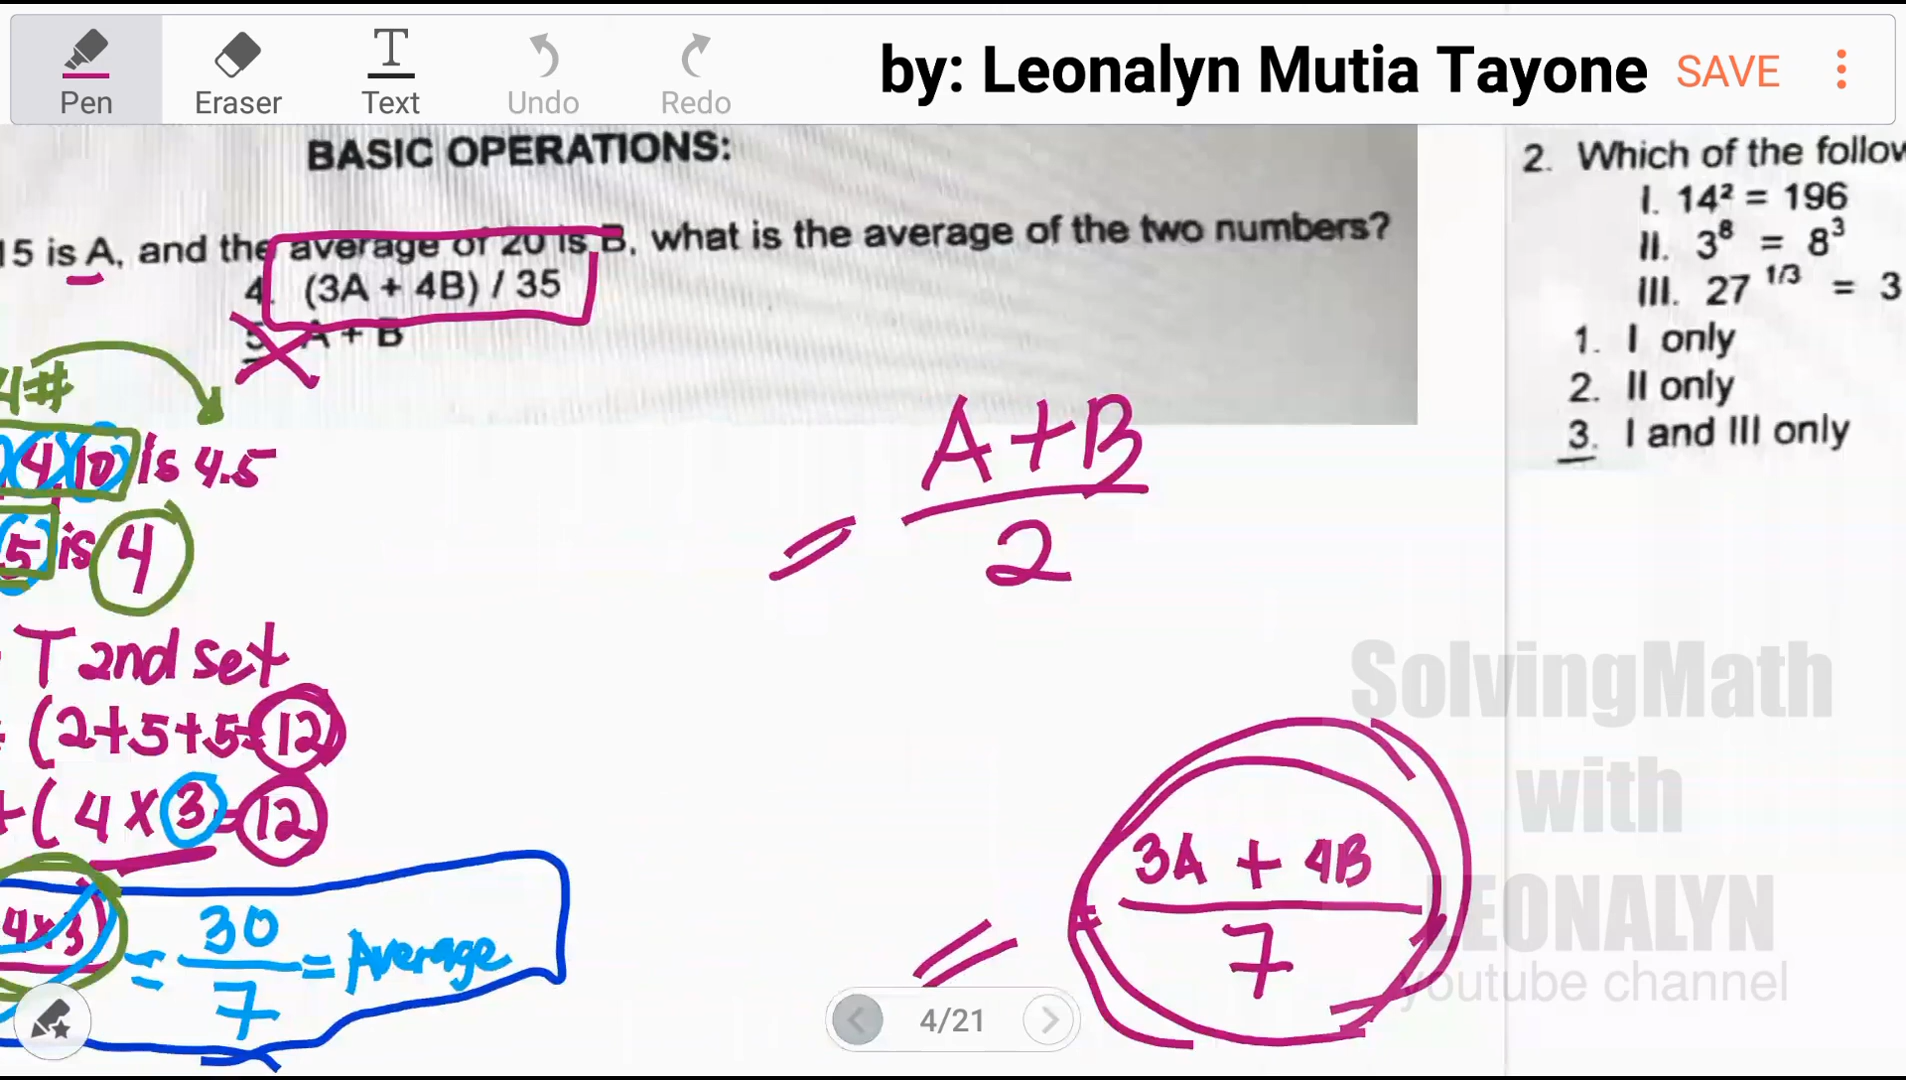 Pen
Eraser
Text
Undo
Redo
by: Leonalyn Mutia Tayone
SAVE
BASIC OPERATIONS:
15 is A, and the average of 20 is B, what is the average of the two numbers?
4. (3A + 4B) / 35
5. A + B
4#
4, 10 is 4.5
5 is 4
T 2nd set
(2+5+5=12)
+(4x3=12
4x3) = 30/7 = Average
= A+B
2
= 3A + 4B
7
4/21
2. Which of the follow
I. 14² = 196
II. 3⁸ = 8³
III. 27 ¹/³ = 3
1. I only
2. II only
3. I and III only
SolvingMath
with
LEONALYN
youtube channel